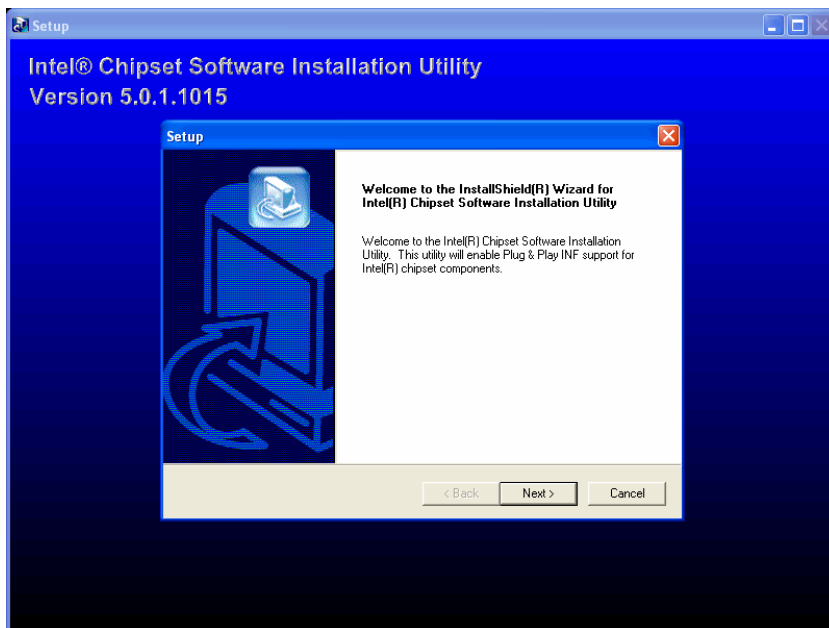 Setup
Intel® Chipset Software Installation Utility
Version 5.0.1.1015
Setup
Welcome to the InstallShield(R) Wizard for
Intel(R) Chipset Software Installation Utility
Welcome to the Intel(R) Chipset Software Installation
Utility. This utility will enable Plug & Play INF support for
Intel(R) chipset components.
< Back
Next >
Cancel